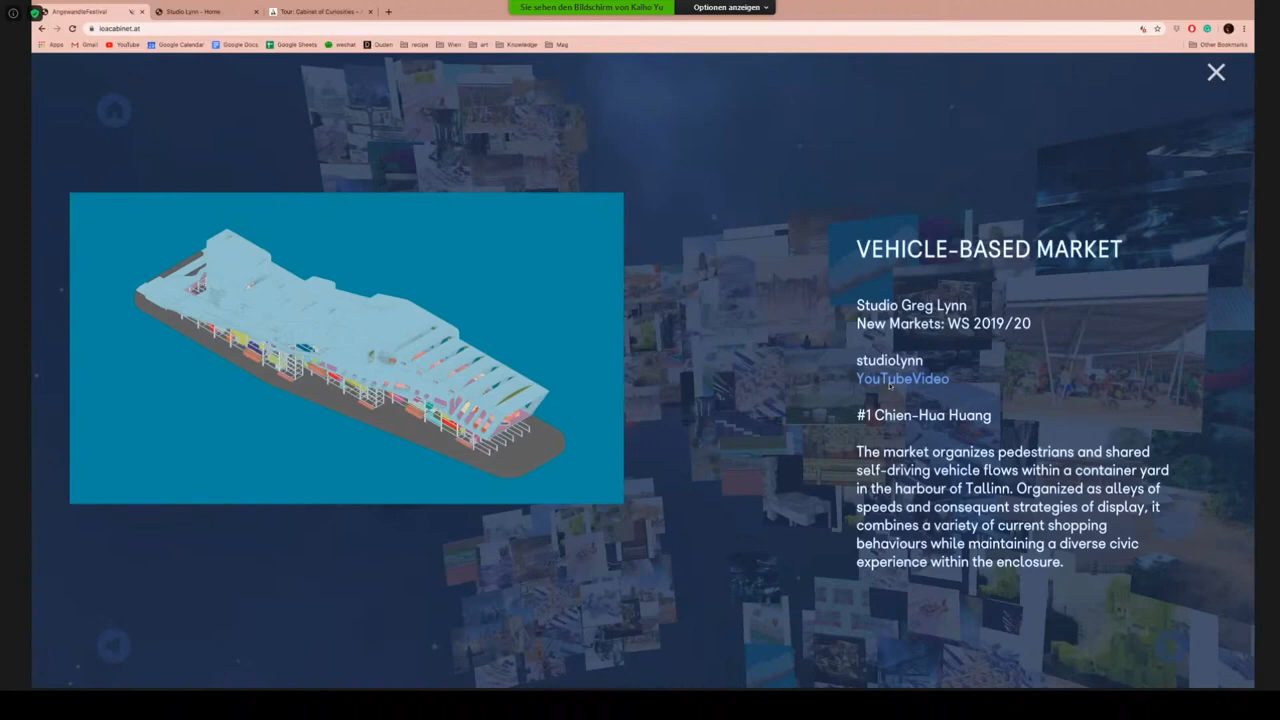 Sie sehen den Bildschirm von Kaiho Yu
Optionen anzeigen
AngewandteFestival
Studio Lynn - Home
Tour: Cabinet of Curiosities -
ioacabinet.at
Apps
Gmail
YouTube
Google Calendar
Google Docs
Google Sheets
wechat
Duden
recipe
Wien
art
Knowledge
Mag
Other Bookmarks
VEHICLE-BASED MARKET
Studio Greg Lynn
New Markets: WS 2019/20
studiolynn
YouTubeVideo
#1 Chien-Hua Huang
The market organizes pedestrians and shared
self-driving vehicle flows within a container yard
in the harbour of Tallinn. Organized as alleys of
speeds and consequent strategies of display, it
combines a variety of current shopping
behaviours while maintaining a diverse civic
experience within the enclosure.